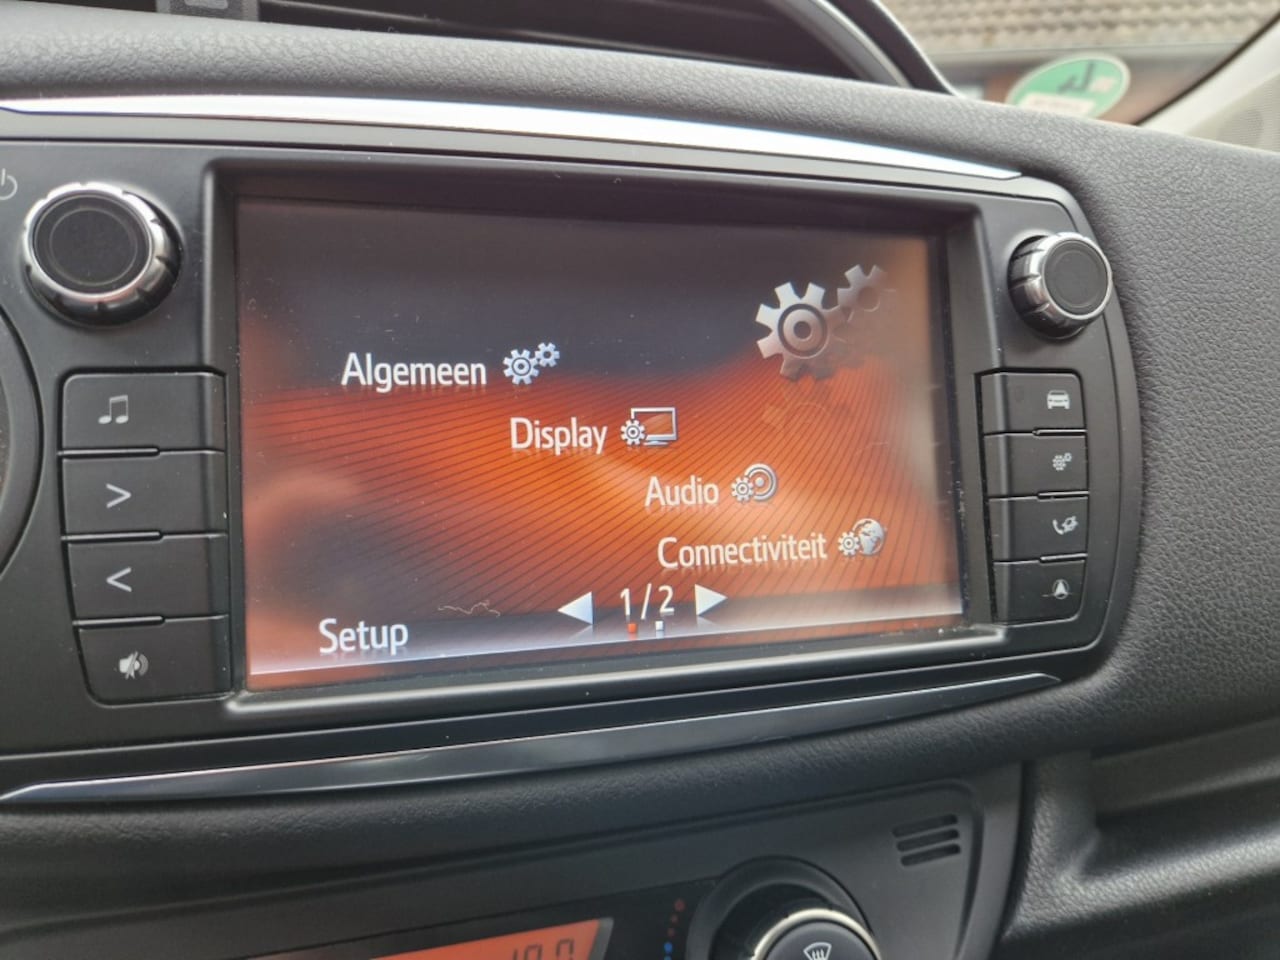 Algemeen
Display
Audio
Connectiviteit
1/2
Setup